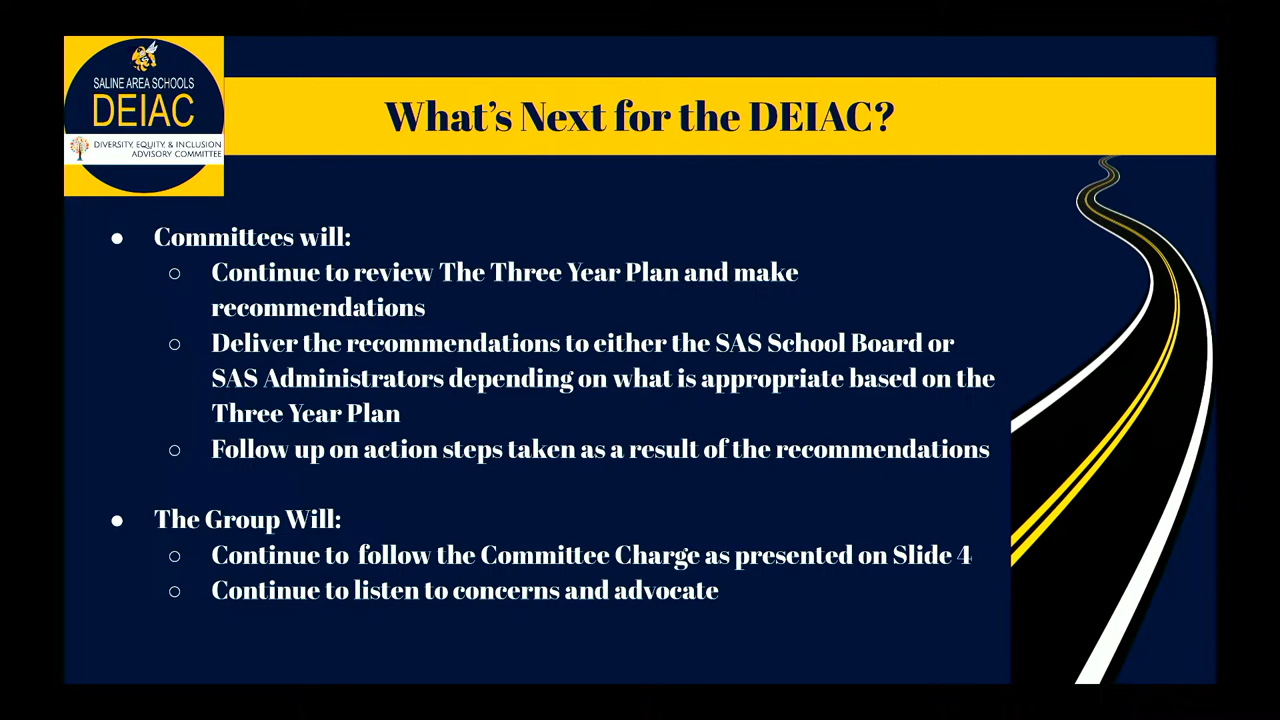 SALINE AREA SCHOOLS
DEIAC
DIVERSITY, EQUITY, & INCLUSION
ADVISORY COMMITTEE
What's Next for the DEIAC?
● Committees will:
○ Continue to review The Three Year Plan and make
recommendations
○ Deliver the recommendations to either the SAS School Board or
SAS Administrators depending on what is appropriate based on the
Three Year Plan
○ Follow up on action steps taken as a result of the recommendations
● The Group Will:
○ Continue to  follow the Committee Charge as presented on Slide 4
○ Continue to listen to concerns and advocate